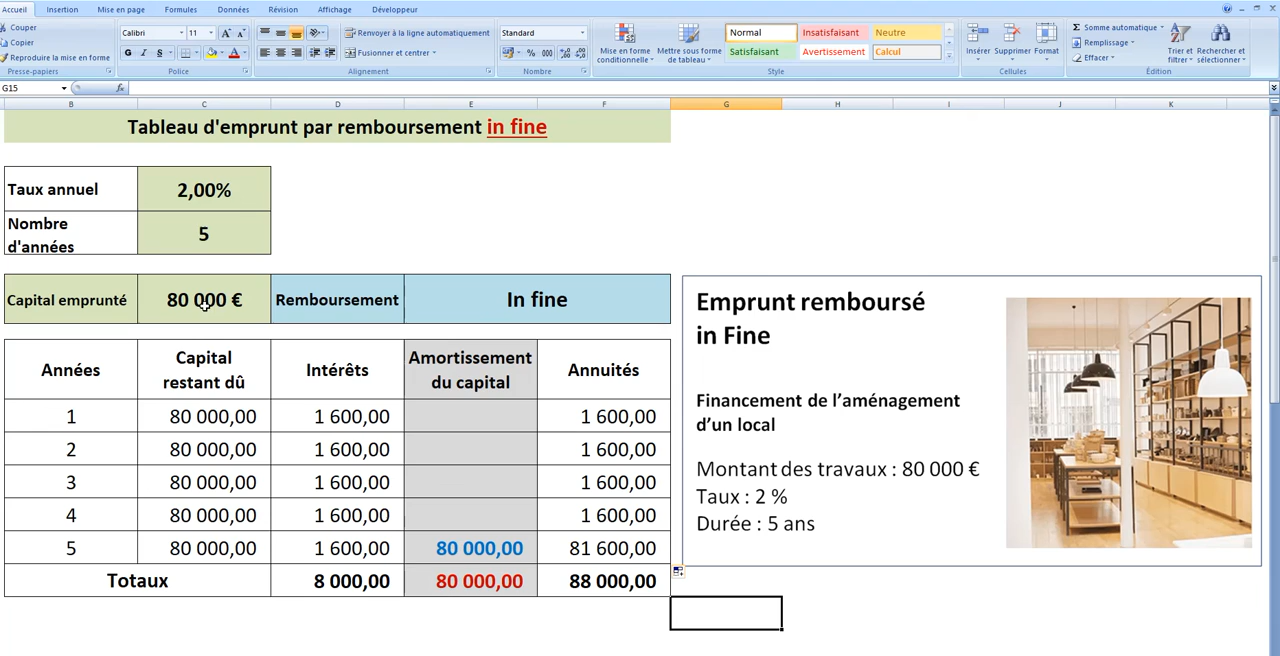 Accueil Insertion Mise en page Formules Données Révision Affichage Développeur
Couper
Copier
Reproduire la mise en forme
Presse-papiers
Calibri 11
G I S
Police
Renvoyer à la ligne automatiquement
Fusionner et centrer
Alignement
Standard
% 000
Nombre
Mise en forme conditionnelle
Mettre sous forme de tableau
Normal Insatisfaisant Neutre
Satisfaisant Avertissement Calcul
Style
Insérer Supprimer Format
Cellules
Somme automatique
Remplissage
Effacer
Trier et filtrer
Rechercher et sélectionner
Édition
G15 fx
B C D E F G H I J K
Tableau d'emprunt par remboursement in fine
Taux annuel 2,00%
Nombre
d'années 5
Capital emprunté 80 000 € Remboursement In fine
Années Capital restant dû Intérêts Amortissement du capital Annuités
1 80 000,00 1 600,00 1 600,00
2 80 000,00 1 600,00 1 600,00
3 80 000,00 1 600,00 1 600,00
4 80 000,00 1 600,00 1 600,00
5 80 000,00 1 600,00 80 000,00 81 600,00
Totaux 8 000,00 80 000,00 88 000,00
Emprunt remboursé
in Fine
Financement de l’aménagement
d’un local
Montant des travaux : 80 000 €
Taux : 2 %
Durée : 5 ans